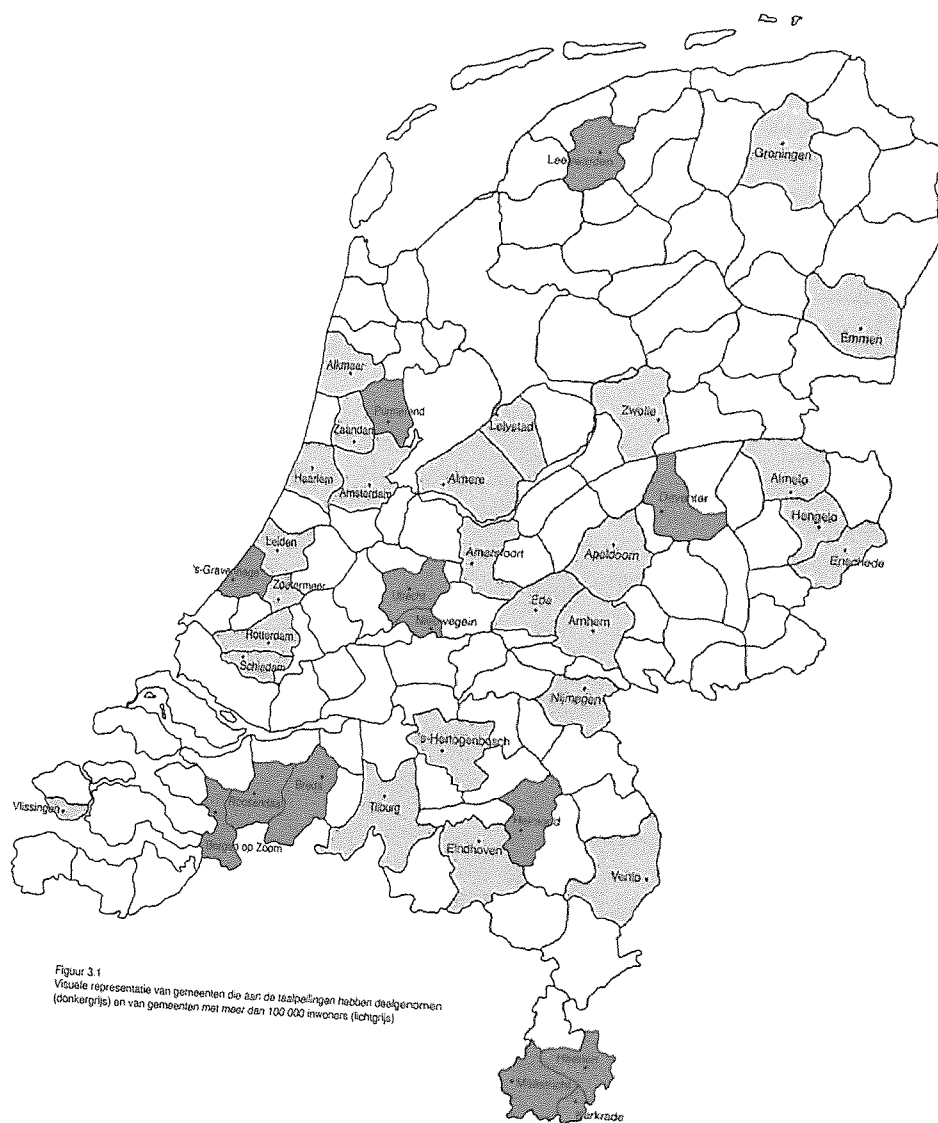 Leeuwarden
Groningen
Emmen
Alkmaar
Purmerend
Zaandam
Lelystad
Zwolle
Haarlem
Amsterdam
Almere
Deventer
Almelo
Hengelo
Enschede
Leiden
Amersfoort
Apeldoorn
's-Gravenhage
Zoetermeer
Utrecht
Nieuwegein
Ede
Arnhem
Rotterdam
Schiedam
Nijmegen
's-Hertogenbosch
Vlissingen
Roosendaal
Breda
Tilburg
Helmond
Bergen op Zoom
Eindhoven
Venlo
Figuur 3.1
Visuele representatie van gemeenten die aan de taalpeilingen hebben deelgenomen
(donkergrijs) en van gemeenten met meer dan 100 000 inwoners (lichtgrijs)
Heerlen
Maastricht
Kerkrade